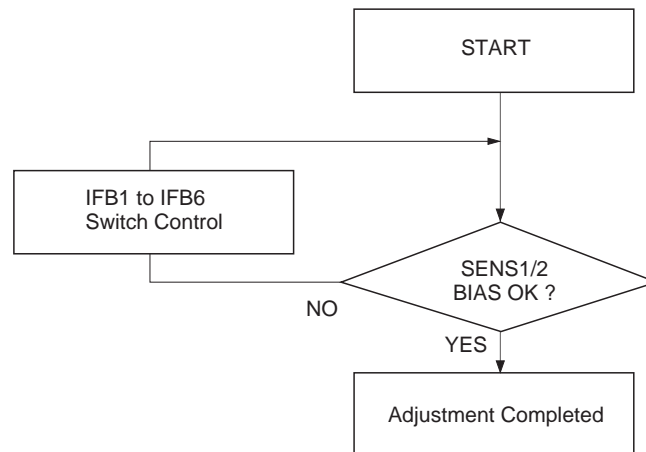 START
IFB1 to IFB6
Switch Control
SENS1/2
BIAS OK ?
NO
YES
Adjustment Completed